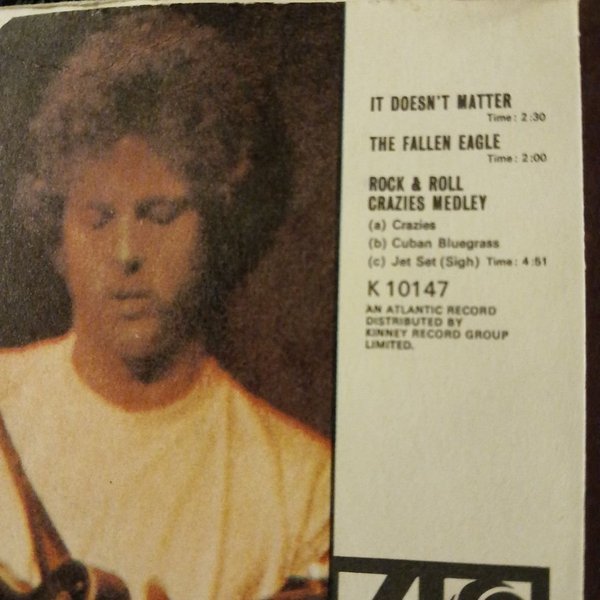 IT DOESN'T MATTER
Time: 2:30
THE FALLEN EAGLE
Time: 2:00
ROCK & ROLL
CRAZIES MEDLEY
(a) Crazies
(b) Cuban Bluegrass
(c) Jet Set (Sigh) Time: 4:51
K 10147
AN ATLANTIC RECORD
DISTRIBUTED BY
KINNEY RECORD GROUP
LIMITED.